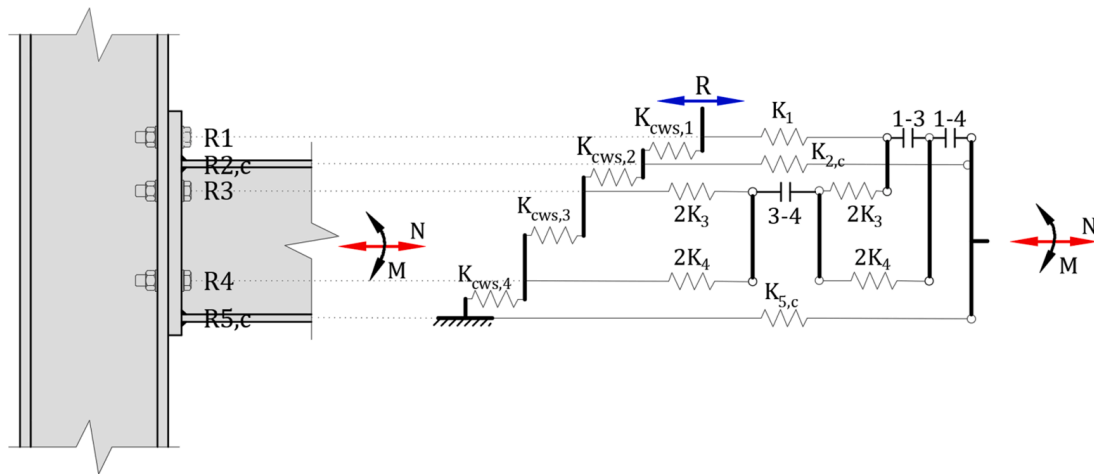 R1
R2,c
R3
R4
R5,c
N
M
R
K1
1-3 1-4
Kcws,1
K2,c
Kcws,2
2K3
3-4
2K3
Kcws,3
2K4
2K4
Kcws,4
K5,c
N
M